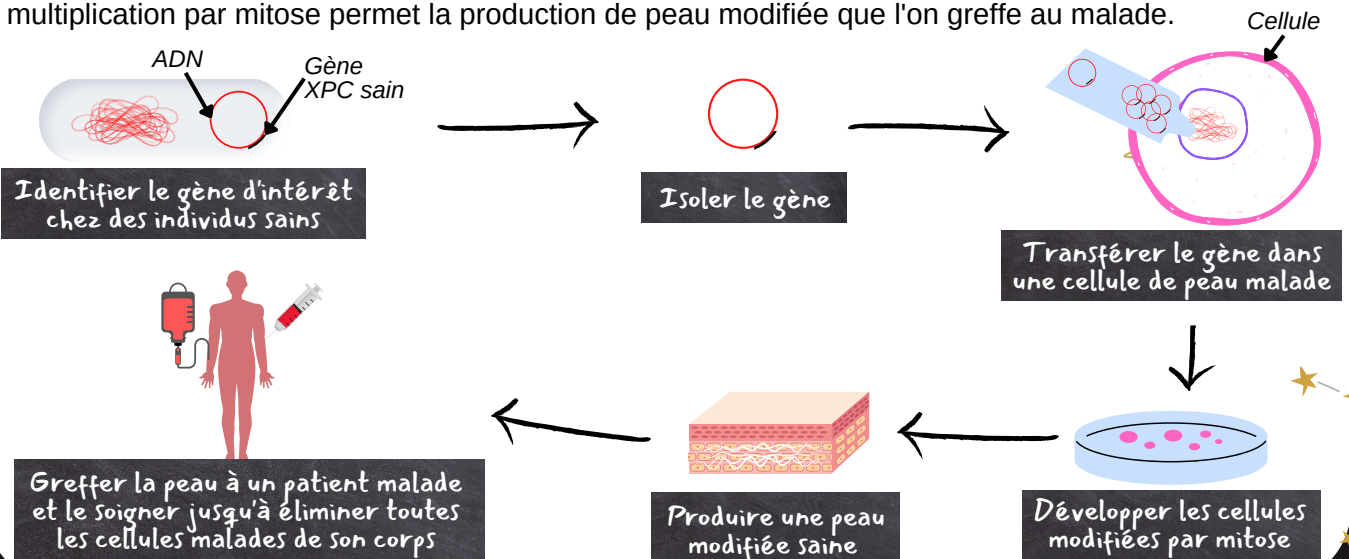 multiplication par mitose permet la production de peau modifiée que l'on greffe au malade.
ADN
Gène
XPC sain
Cellule
Identifier le gène d'intérêt
chez des individus sains
Isoler le gène
Transférer le gène dans
une cellule de peau malade
Greffer la peau à un patient malade
et le soigner jusqu'à éliminer toutes
les cellules malades de son corps
Produire une peau
modifiée saine
Développer les cellules
modifiées par mitose